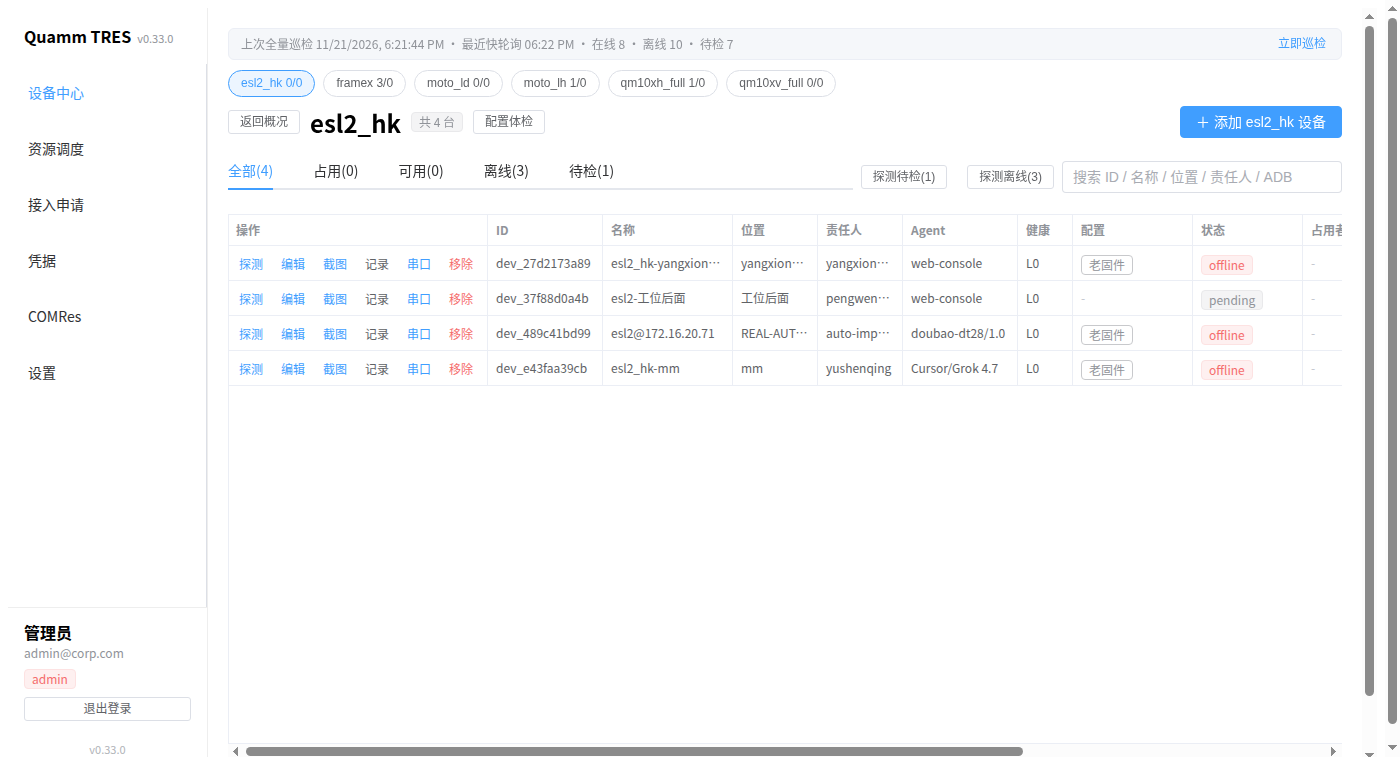 Quamm TRES v0.33.0
设备中心
资源调度
接入申请
凭据
COMRes
设置
管理员
admin@corp.com
admin
退出登录
v0.33.0
上次全量巡检 11/21/2026, 6:21:44 PM · 最近快轮询 06:22 PM · 在线 8 · 离线 10 · 待检 7 立即巡检
esl2_hk 0/0 framex 3/0 moto_ld 0/0 moto_lh 1/0 qm10xh_full 1/0 qm10xv_full 0/0
返回概况 esl2_hk 共 4 台 配置体检 + 添加 esl2_hk 设备
全部(4) 占用(0) 可用(0) 离线(3) 待检(1) 探测待检(1) 探测离线(3) 搜索 ID / 名称 / 位置 / 责任人 / ADB
操作 ID 名称 位置 责任人 Agent 健康 配置 状态 占用者
探测 编辑 截图 记录 串口 移除 dev_27d2173a89 esl2_hk-yangxion… yangxion… yangxion… web-console L0 老固件 offline -
探测 编辑 截图 记录 串口 移除 dev_37f88d0a4b esl2-工位后面 工位后面 pengwen… web-console L0 - pending -
探测 编辑 截图 记录 串口 移除 dev_489c41bd99 esl2@172.16.20.71 REAL-AUT… auto-imp… doubao-dt28/1.0 L0 老固件 offline -
探测 编辑 截图 记录 串口 移除 dev_e43faa39cb esl2_hk-mm mm yushenqing Cursor/Grok 4.7 L0 老固件 offline -